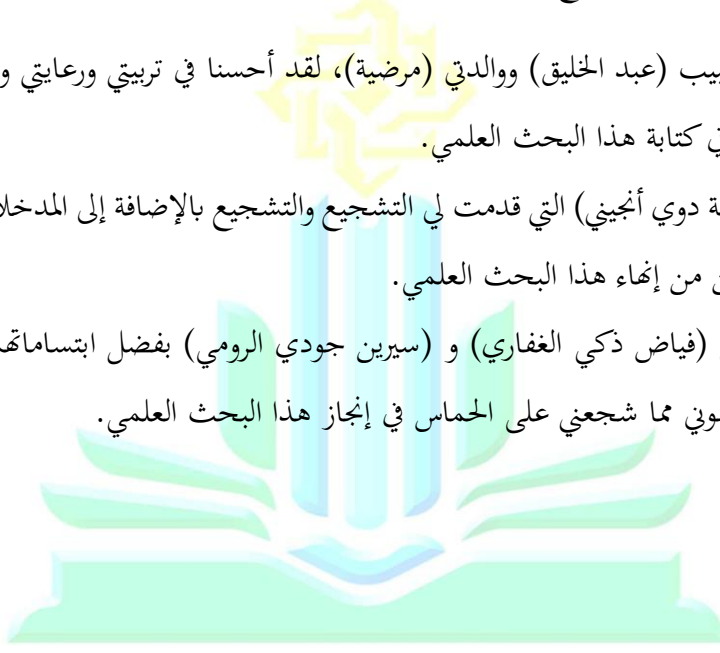 بيب (عبد الخليق) ووالدتي (مرضية)، لقد أحسنا في تربيتي ورعايتي و
كتابة هذا البحث العلمي.
ة دوي أنجيني) التي قدمت لي التشجيع والتشجيع بالإضافة إلى المدخلا
من إنهاء هذا البحث العلمي.
(فياض ذكي الغفاري) و (سيرين جودي الرومي) بفضل ابتساماته
وني مما شجعني على الحماس في إنجاز هذا البحث العلمي.